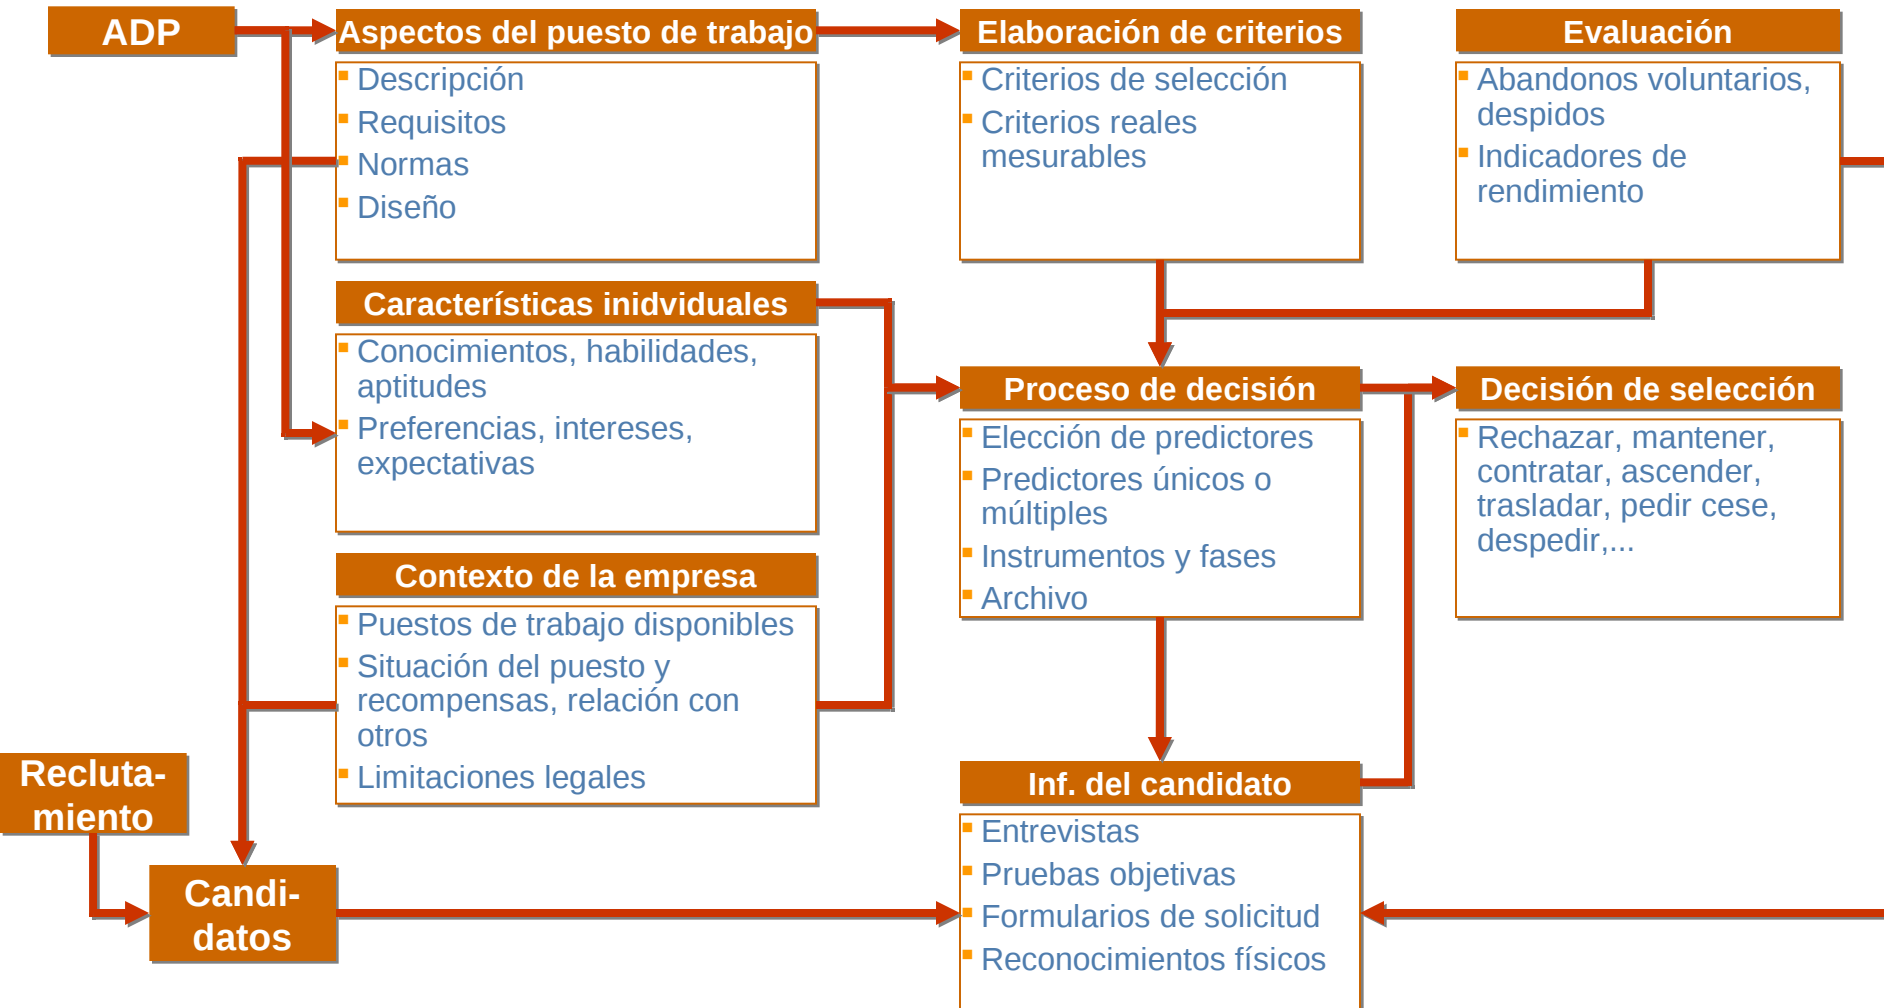 ADP
Aspectos del puesto de trabajo
Descripción
Requisitos
Normas
Diseño
Elaboración de criterios
Criterios de selección
Criterios reales
mesurables
Evaluación
Abandonos voluntarios,
despidos
Indicadores de
rendimiento
Características inidviduales
Conocimientos, habilidades,
aptitudes
Preferencias, intereses,
expectativas
Proceso de decisión
Elección de predictores
Predictores únicos o
múltiples
Instrumentos y fases
Archivo
Decisión de selección
Rechazar, mantener,
contratar, ascender,
trasladar, pedir cese,
despedir,...
Contexto de la empresa
Puestos de trabajo disponibles
Situación del puesto y
recompensas, relación con
otros
Limitaciones legales
Recluta-
miento
Candi-
datos
Inf. del candidato
Entrevistas
Pruebas objetivas
Formularios de solicitud
Reconocimientos físicos